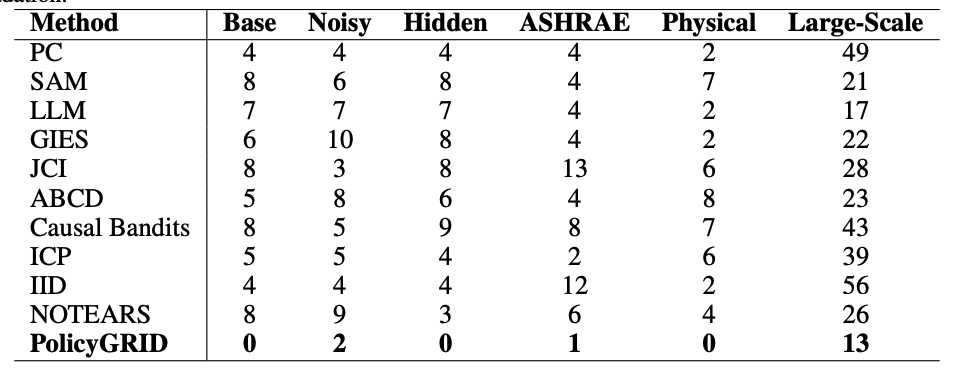 Method Base Noisy Hidden ASHRAE Physical Large-Scale
PC 4 4 4 4 2 49
SAM 8 6 8 4 7 21
LLM 7 7 7 4 2 17
GIES 6 10 8 4 2 22
JCI 8 3 8 13 6 28
ABCD 5 8 6 4 8 23
Causal Bandits 8 5 9 8 7 43
ICP 5 5 4 2 6 39
IID 4 4 4 12 2 56
NOTEARS 8 9 3 6 4 26
PolicyGRID 0 2 0 1 0 13